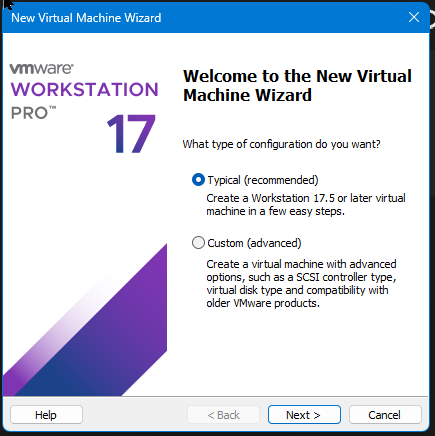 New Virtual Machine Wizard
vmware®
WORKSTATION
PRO™
17
Welcome to the New Virtual
Machine Wizard
What type of configuration do you want?
Typical (recommended)
Create a Workstation 17.5 or later virtual
machine in a few easy steps.
Custom (advanced)
Create a virtual machine with advanced
options, such as a SCSI controller type,
virtual disk type and compatibility with
older VMware products.
Help
< Back
Next >
Cancel